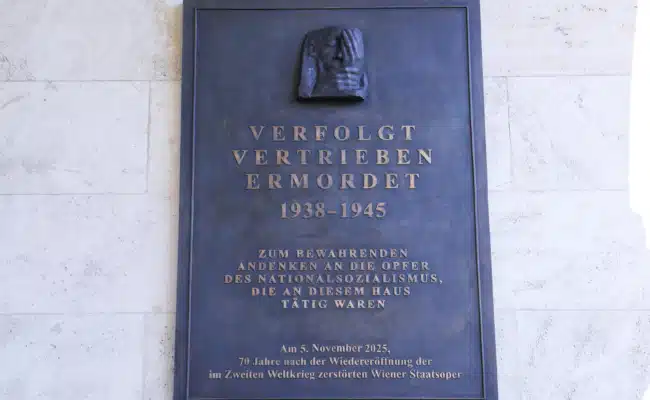 VERFOLGT
VERTRIEBEN
ERMORDET
1938–1945
ZUM BEWAHRENDEN
ANDENKEN AN DIE OPFER
DES NATIONALSOZIALISMUS,
DIE AN DIESEM HAUS
TÄTIG WAREN
Am 5. November 2025,
70 Jahre nach der Wiedereröffnung der
im Zweiten Weltkrieg zerstörten Wiener Staatsoper